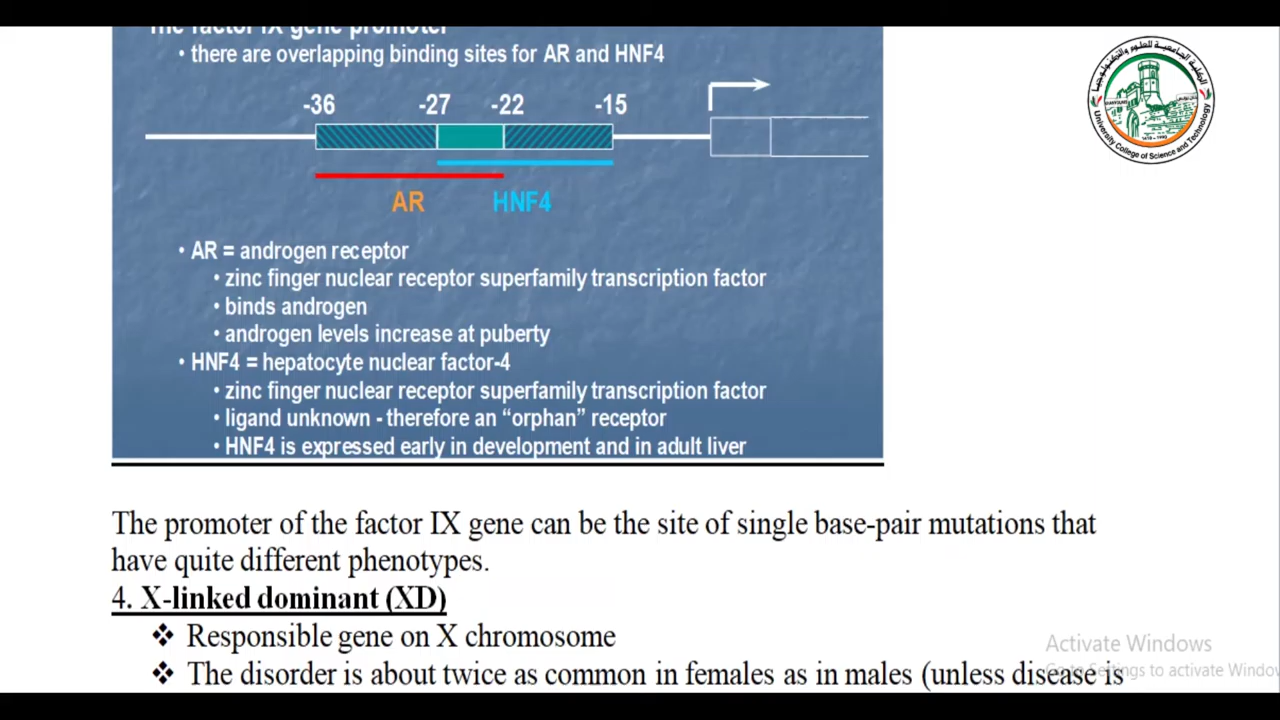 The factor IX gene promoter
• there are overlapping binding sites for AR and HNF4
-36 -27 -22 -15
AR HNF4
• AR = androgen receptor
• zinc finger nuclear receptor superfamily transcription factor
• binds androgen
• androgen levels increase at puberty
• HNF4 = hepatocyte nuclear factor-4
• zinc finger nuclear receptor superfamily transcription factor
• ligand unknown - therefore an “orphan” receptor
• HNF4 is expressed early in development and in adult liver
University College of Science and Technology
The promoter of the factor IX gene can be the site of single base-pair mutations that
have quite different phenotypes.
4. X-linked dominant (XD)
❖ Responsible gene on X chromosome
❖ The disorder is about twice as common in females as in males (unless disease is
Activate Windows
Go to Settings to activate Windows